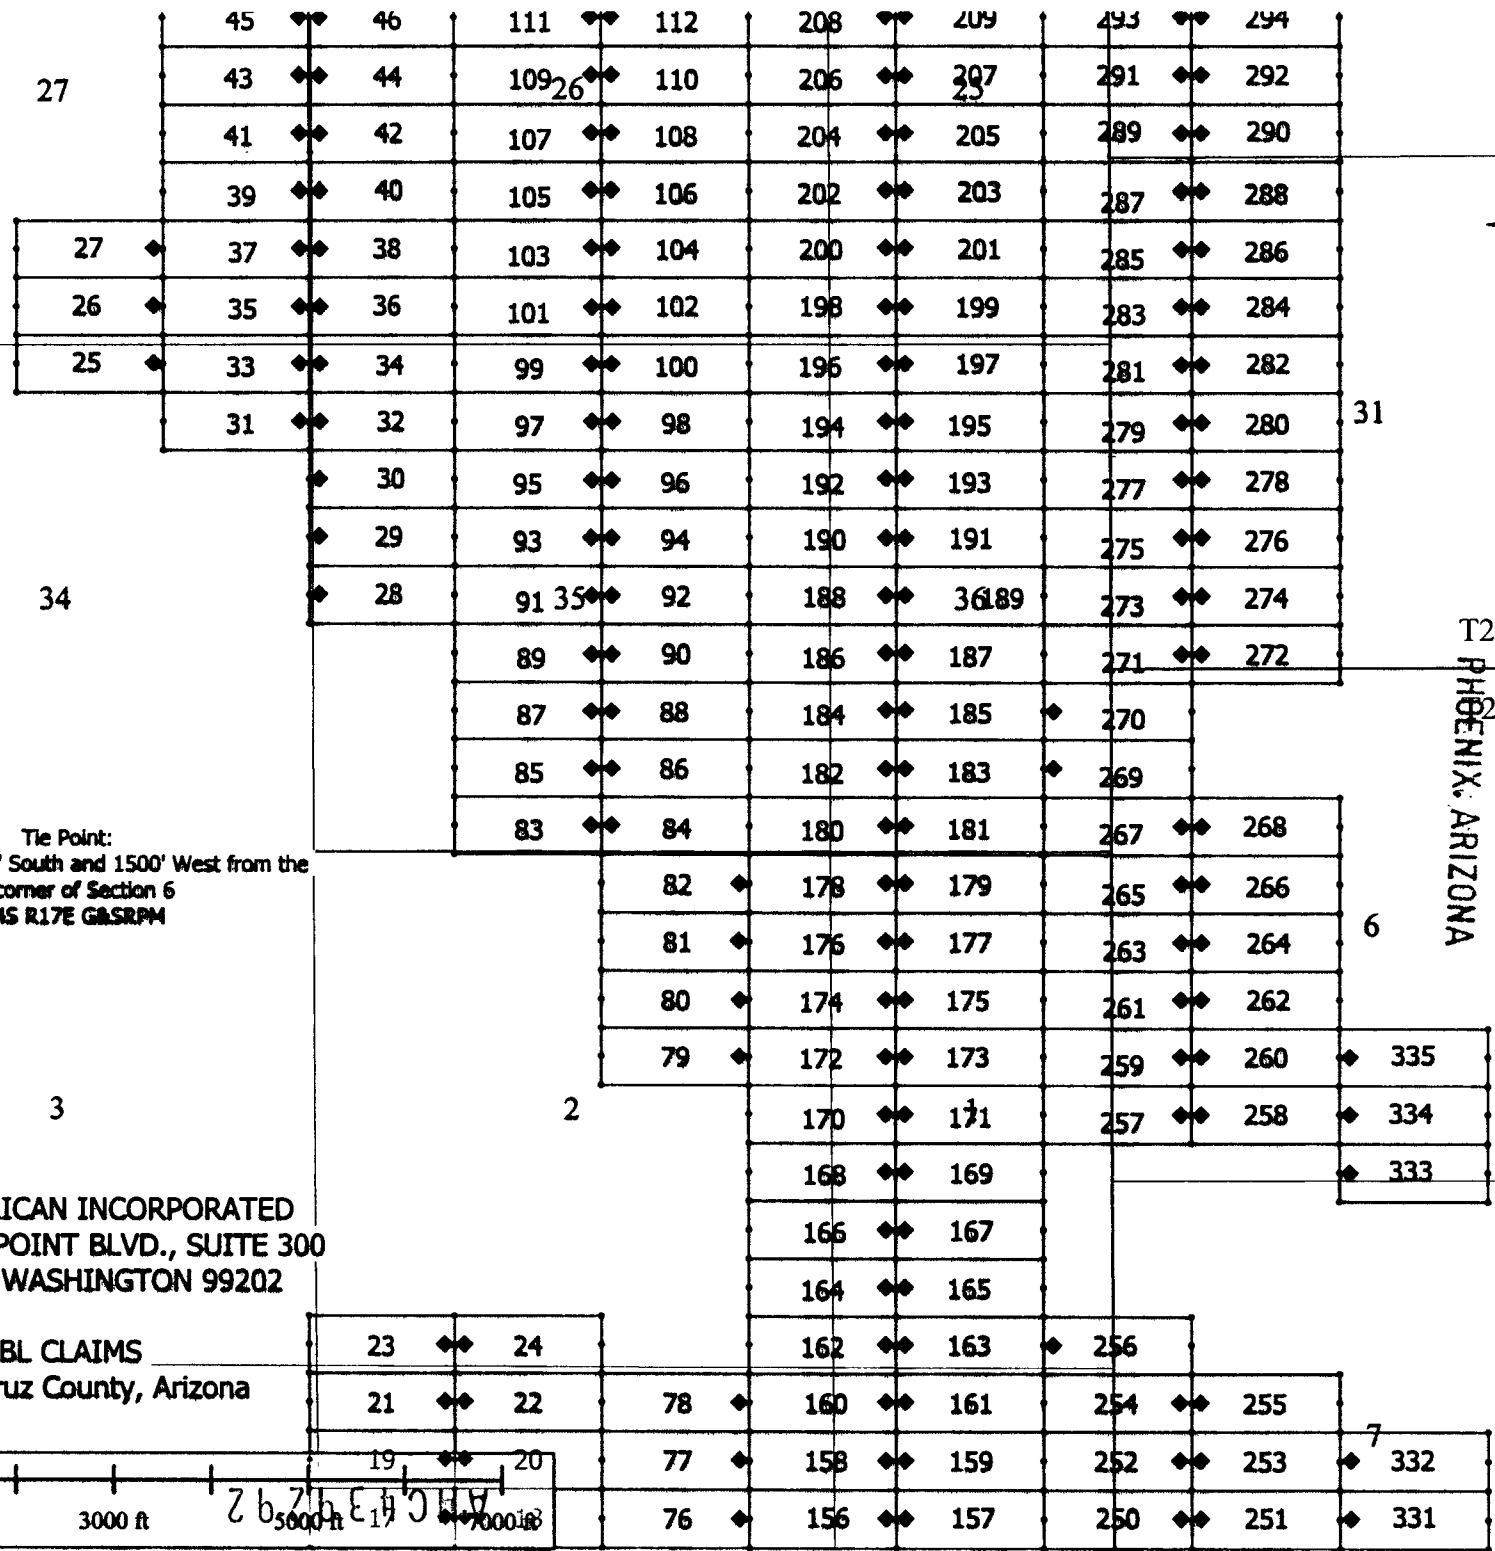 45 46 111 112 208 209 293 294
27 43 44 109 26 110 206 207 25 291 292
41 42 107 108 204 205 289 290
39 40 105 106 202 203 287 288
27 37 38 103 104 200 201 285 286
26 35 36 101 102 198 199 283 284
25 33 34 99 100 196 197 281 282
31 32 97 98 194 195 279 280 31
30 95 96 192 193 277 278
29 93 94 190 191 275 276
34 28 91 35 92 188 36 189 273 274
T2
89 90 186 187 271 272
87 88 184 185 270
85 86 182 183 269
83 84 180 181 267 268
PHOENIX, ARIZONA
Tie Point:
' South and 1500' West from the
corner of Section 6
4S R17E G&SRPM
82 178 179 265 266
81 176 177 263 264 6
80 174 175 261 262
79 172 173 259 260 335
3 2 170 171 1 257 258 334
168 169 333
166 167
164 165
ICAN INCORPORATED
POINT BLVD., SUITE 300
WASHINGTON 99202
BL CLAIMS
ruz County, Arizona
23 24 162 163 256
21 22 78 160 161 254 255
7
19 20 77 158 159 252 253 332
17 18 76 156 157 250 251 331
3000 ft 5000 ft 7000 ft